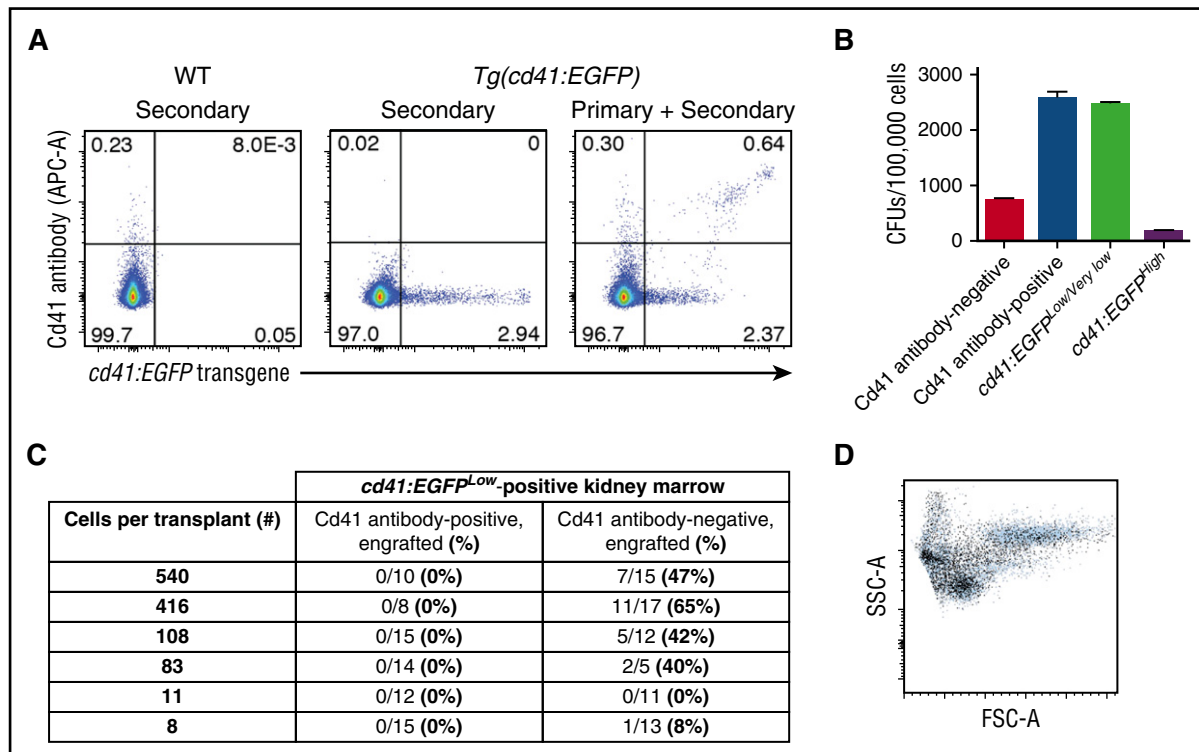 A
WT
Secondary
Tg(cd41:EGFP)
Secondary
Primary + Secondary
Cd41 antibody (APC-A)
0.23
8.0E-3
99.7
0.05
0.02
0
97.0
2.94
0.30
0.64
96.7
2.37
cd41:EGFP transgene
B
CFUs/100,000 cells
3000
2000
1000
0
Cd41 antibody-negative
Cd41 antibody-positive
cd41:EGFPLow/Very low
cd41:EGFPHigh
C
cd41:EGFPLow-positive kidney marrow
Cells per transplant (#)
Cd41 antibody-positive,
engrafted (%)
Cd41 antibody-negative,
engrafted (%)
540 0/10 (0%) 7/15 (47%)
416 0/8 (0%) 11/17 (65%)
108 0/15 (0%) 5/12 (42%)
83 0/14 (0%) 2/5 (40%)
11 0/12 (0%) 0/11 (0%)
8 0/15 (0%) 1/13 (8%)
D
SSC-A
FSC-A